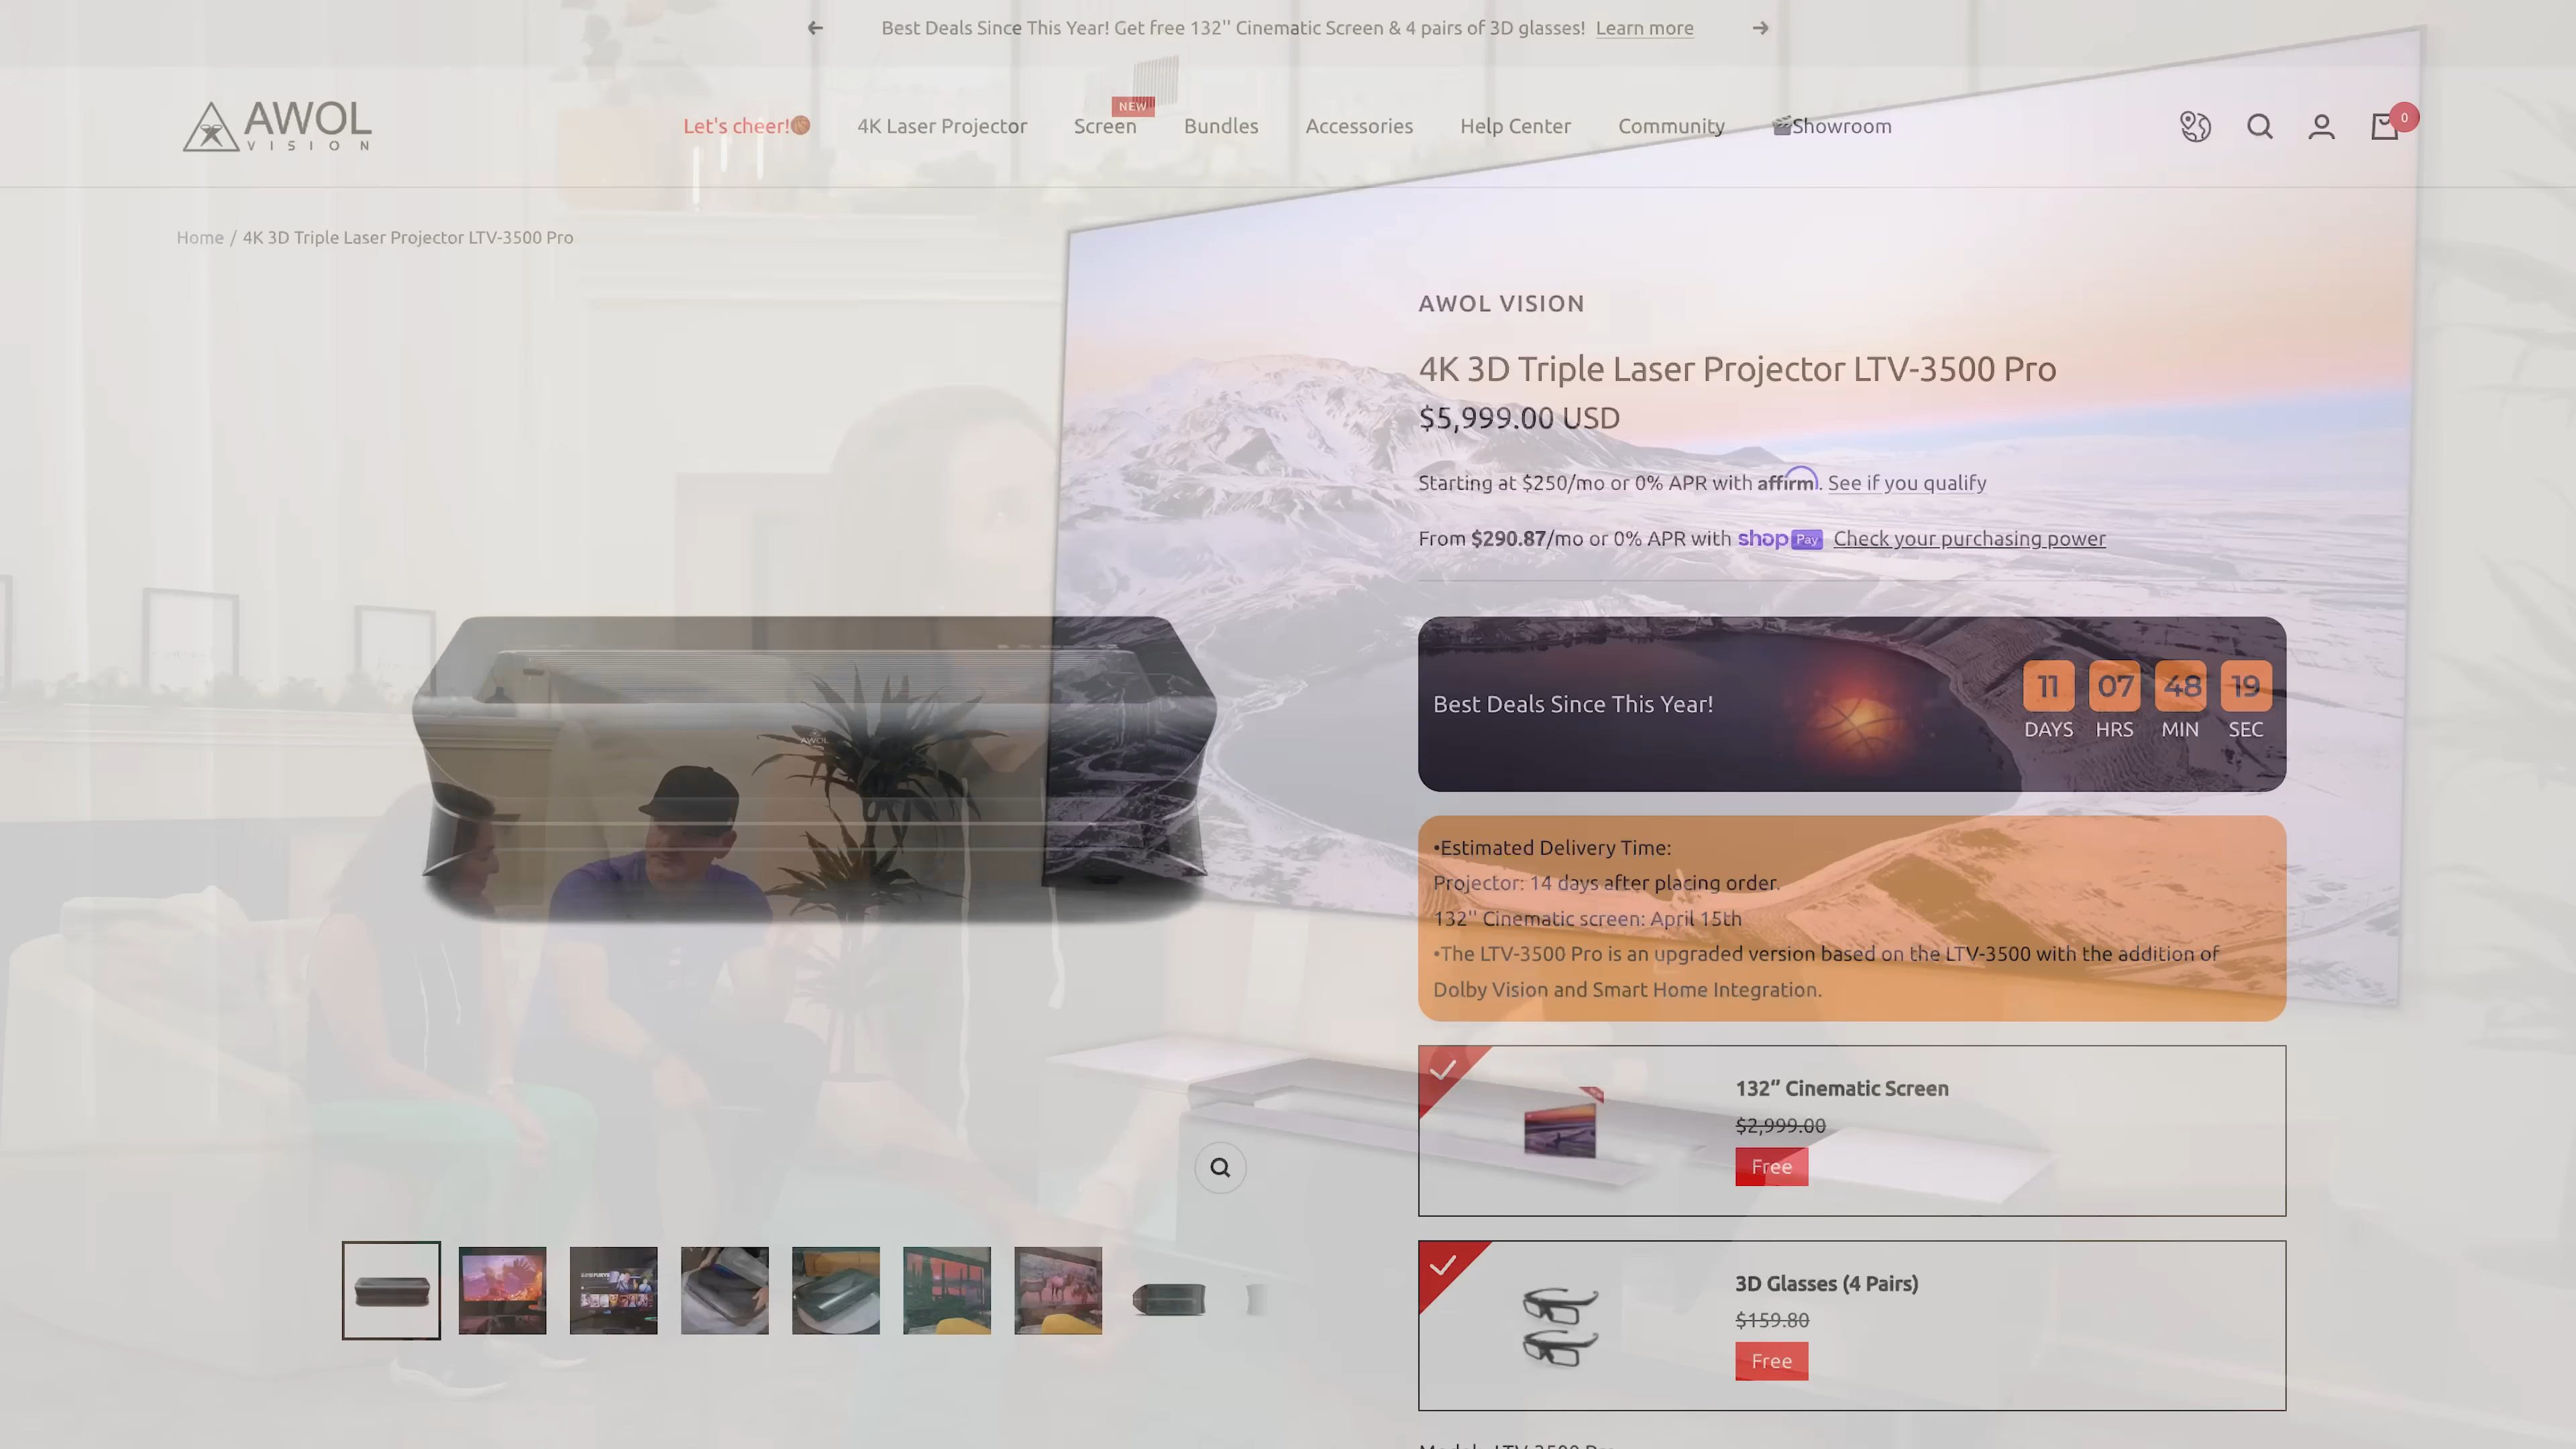 Best Deals Since This Year! Get free 132'' Cinematic Screen & 4 pairs of 3D glasses! Learn more
AWOL
VISION
Let's cheer!
4K Laser Projector
NEW
Screen
Bundles
Accessories
Help Center
Community
Showroom
0
Home / 4K 3D Triple Laser Projector LTV-3500 Pro
AWOL VISION
4K 3D Triple Laser Projector LTV-3500 Pro
$5,999.00 USD
Starting at $250/mo or 0% APR with affirm. See if you qualify
From $290.87/mo or 0% APR with shop Pay Check your purchasing power
Best Deals Since This Year!
11 07 48 19
DAYS HRS MIN SEC
AWOL
•Estimated Delivery Time:
Projector: 14 days after placing order.
132'' Cinematic screen: April 15th
•The LTV-3500 Pro is an upgraded version based on the LTV-3500 with the addition of
Dolby Vision and Smart Home Integration.
132” Cinematic Screen
$2,999.00
Free
3D Glasses (4 Pairs)
$159.80
Free